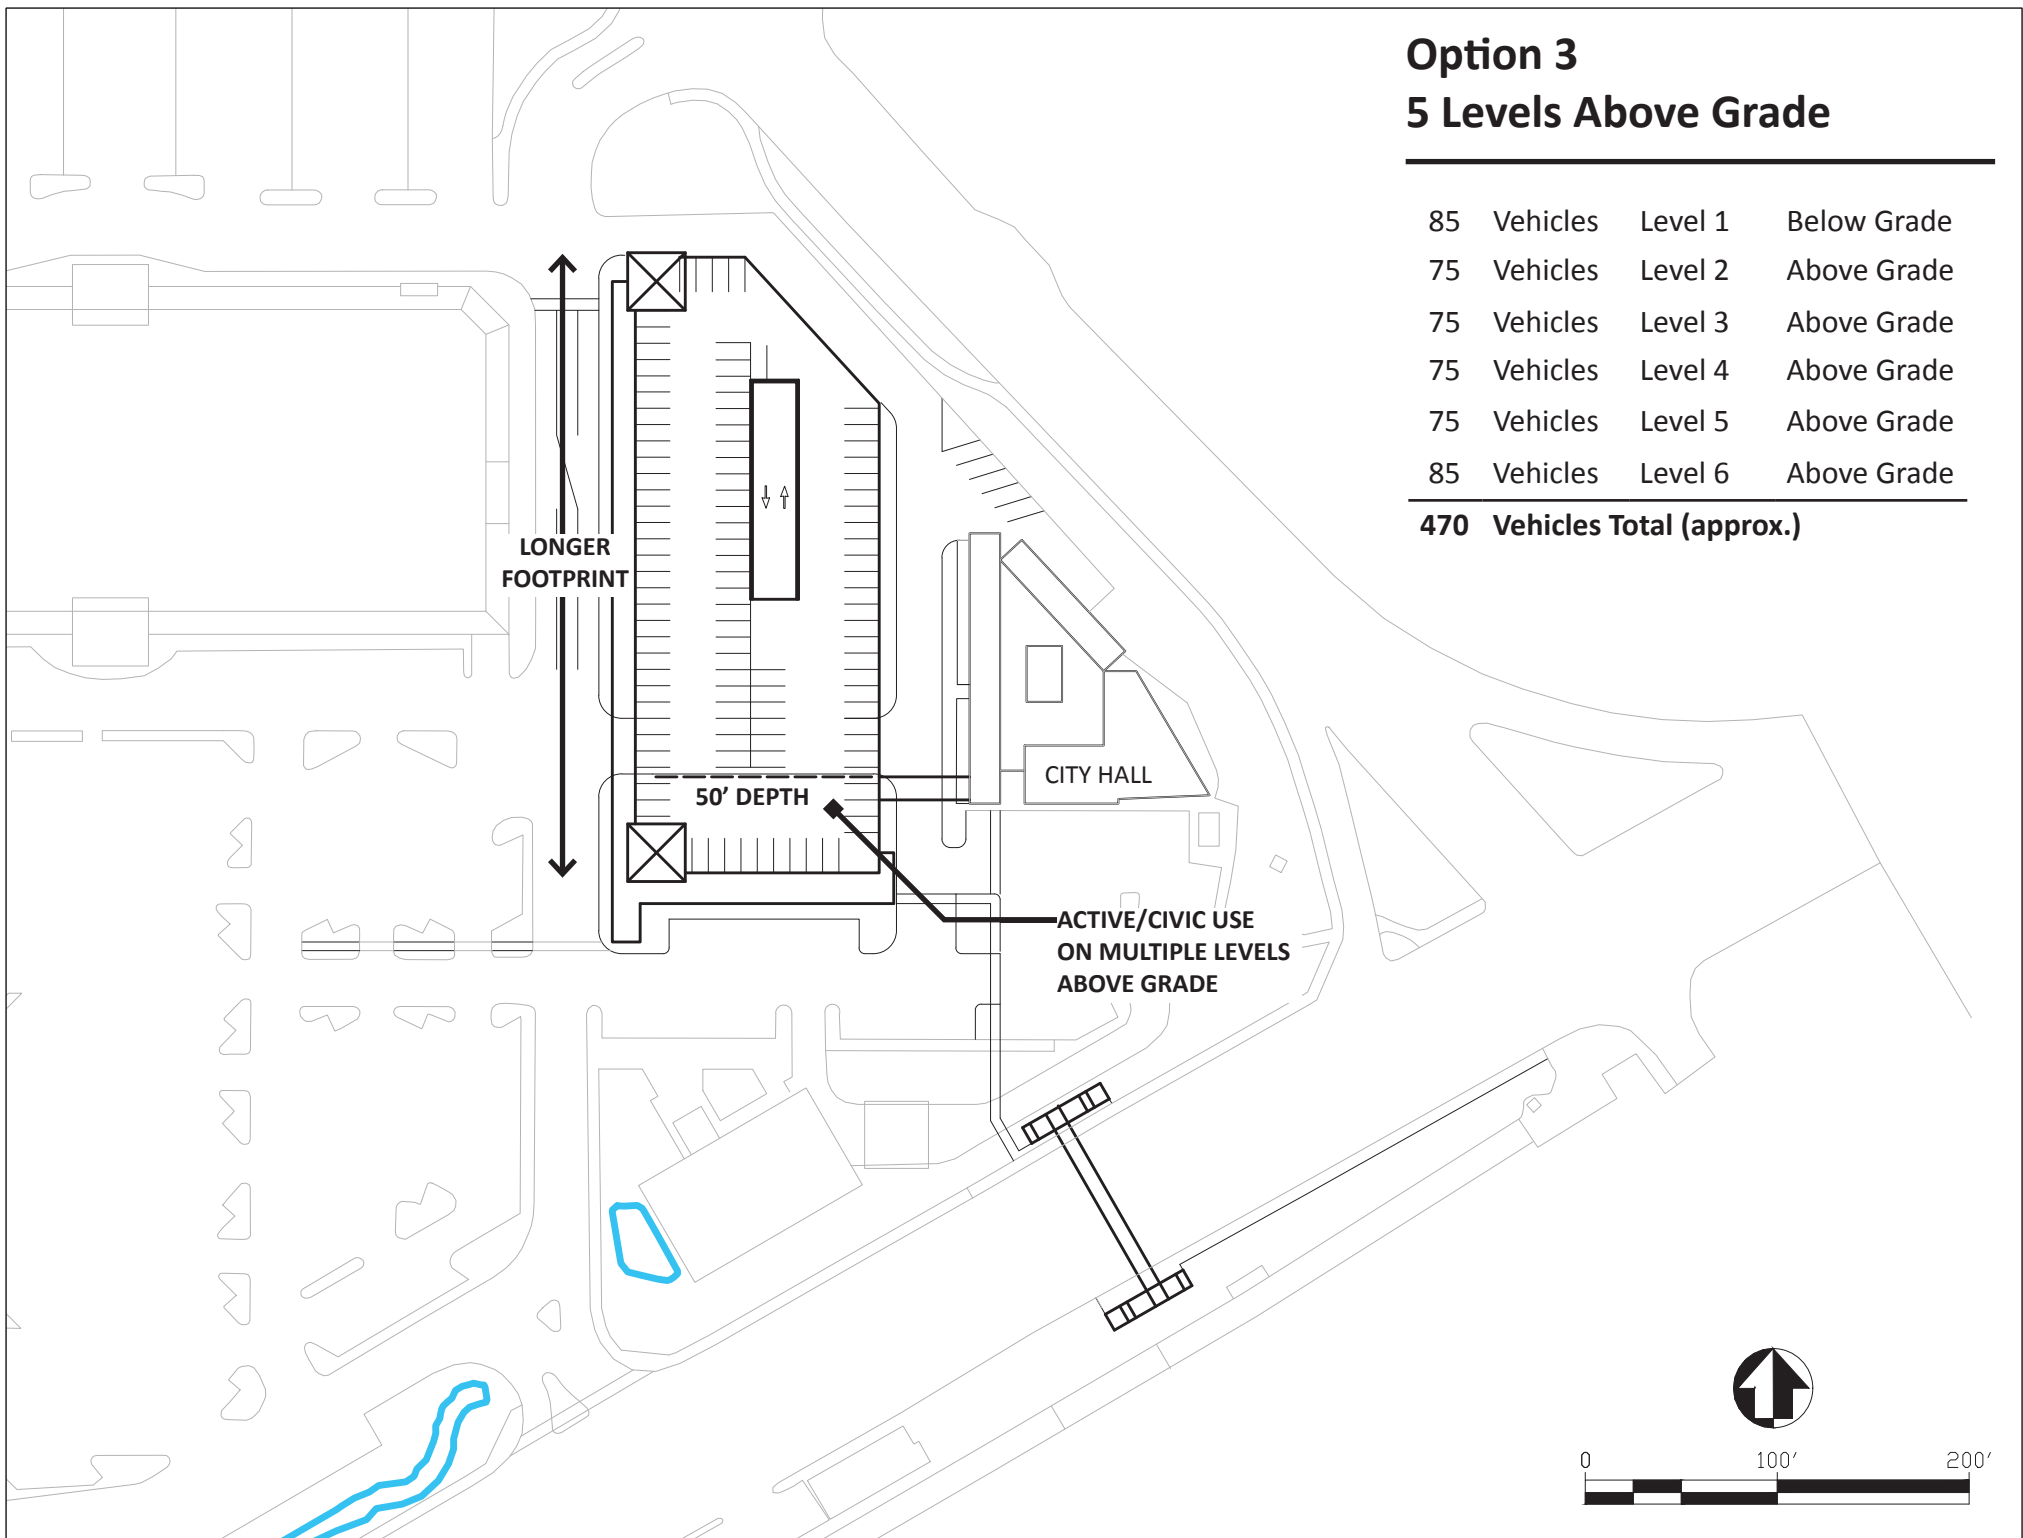 Option 3
5 Levels Above Grade
85 Vehicles Level 1 Below Grade
75 Vehicles Level 2 Above Grade
75 Vehicles Level 3 Above Grade
75 Vehicles Level 4 Above Grade
75 Vehicles Level 5 Above Grade
85 Vehicles Level 6 Above Grade
470 Vehicles Total (approx.)
LONGER
FOOTPRINT
CITY HALL
50’ DEPTH
ACTIVE/CIVIC USE
ON MULTIPLE LEVELS
ABOVE GRADE
0 100' 200'